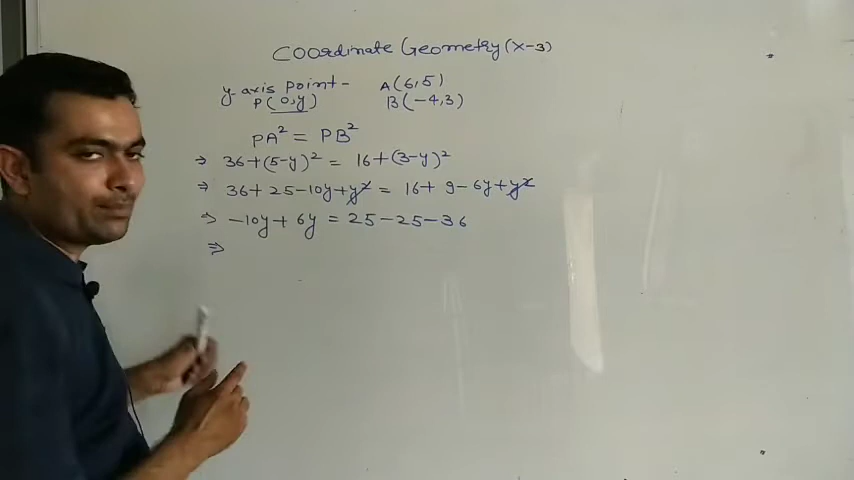 Coordinate Geometry (X-3)
y-axis point- A(6,5)
P(0,y) B(-4,3)
PA² = PB²
⇒ 36+(5-y)² = 16+(3-y)²
⇒ 36+25-10y+y² = 16+9-6y+y²
⇒ -10y+6y = 25-25-36
⇒